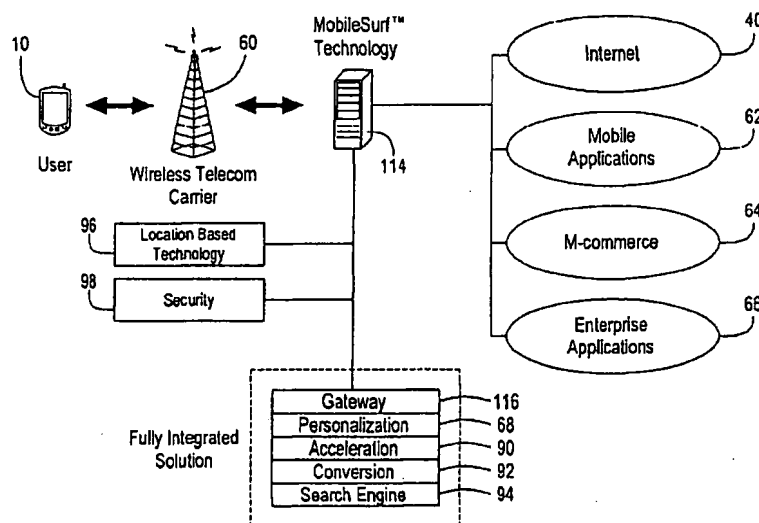 10
User
60
Wireless Telecom
Carrier
MobileSurf™
Technology
114
Internet
40
Mobile
Applications
62
M-commerce
64
Enterprise
Applications
66
96
Location Based
Technology
98
Security
Fully Integrated
Solution
Gateway
116
Personalization
68
Acceleration
90
Conversion
92
Search Engine
94